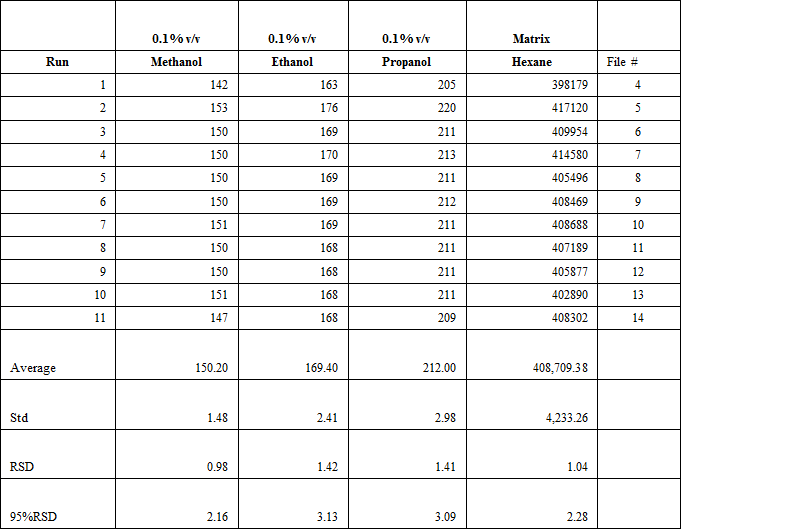 0.1% v/v 0.1% v/v 0.1% v/v Matrix
Run Methanol Ethanol Propanol Hexane File #
1 142 163 205 398179 4
2 153 176 220 417120 5
3 150 169 211 409954 6
4 150 170 213 414580 7
5 150 169 211 405496 8
6 150 169 212 408469 9
7 151 169 211 408688 10
8 150 168 211 407189 11
9 150 168 211 405877 12
10 151 168 211 402890 13
11 147 168 209 408302 14
Average 150.20 169.40 212.00 408,709.38
Std 1.48 2.41 2.98 4,233.26
RSD 0.98 1.42 1.41 1.04
95%RSD 2.16 3.13 3.09 2.28